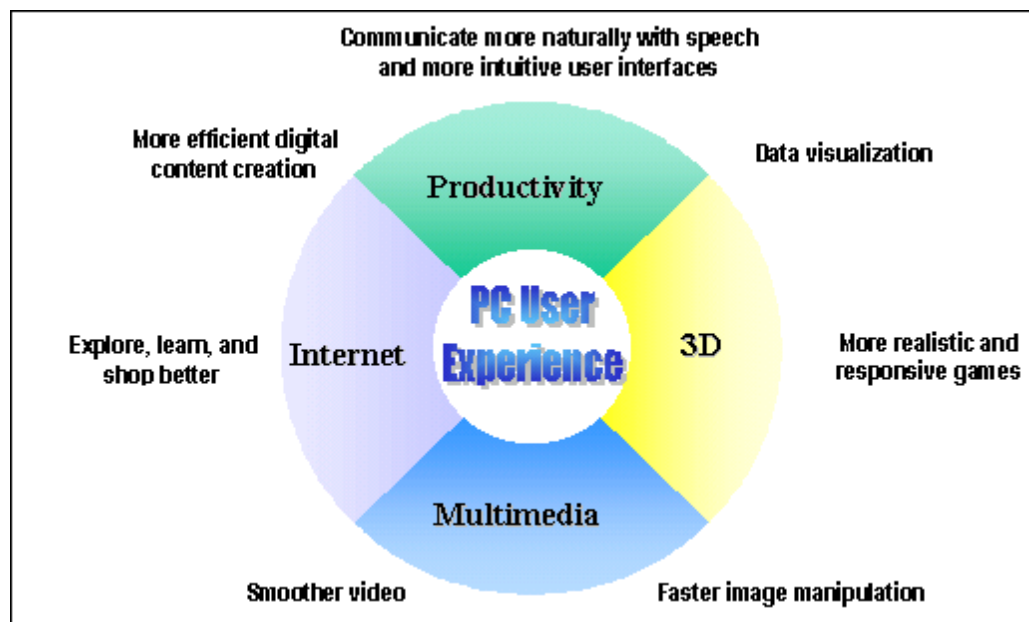 Communicate more naturally with speech
and more intuitive user interfaces
More efficient digital
content creation
Data visualization
Productivity
PC User
Experience
Internet
3D
Explore, learn, and
shop better
More realistic and
responsive games
Multimedia
Smoother video
Faster image manipulation